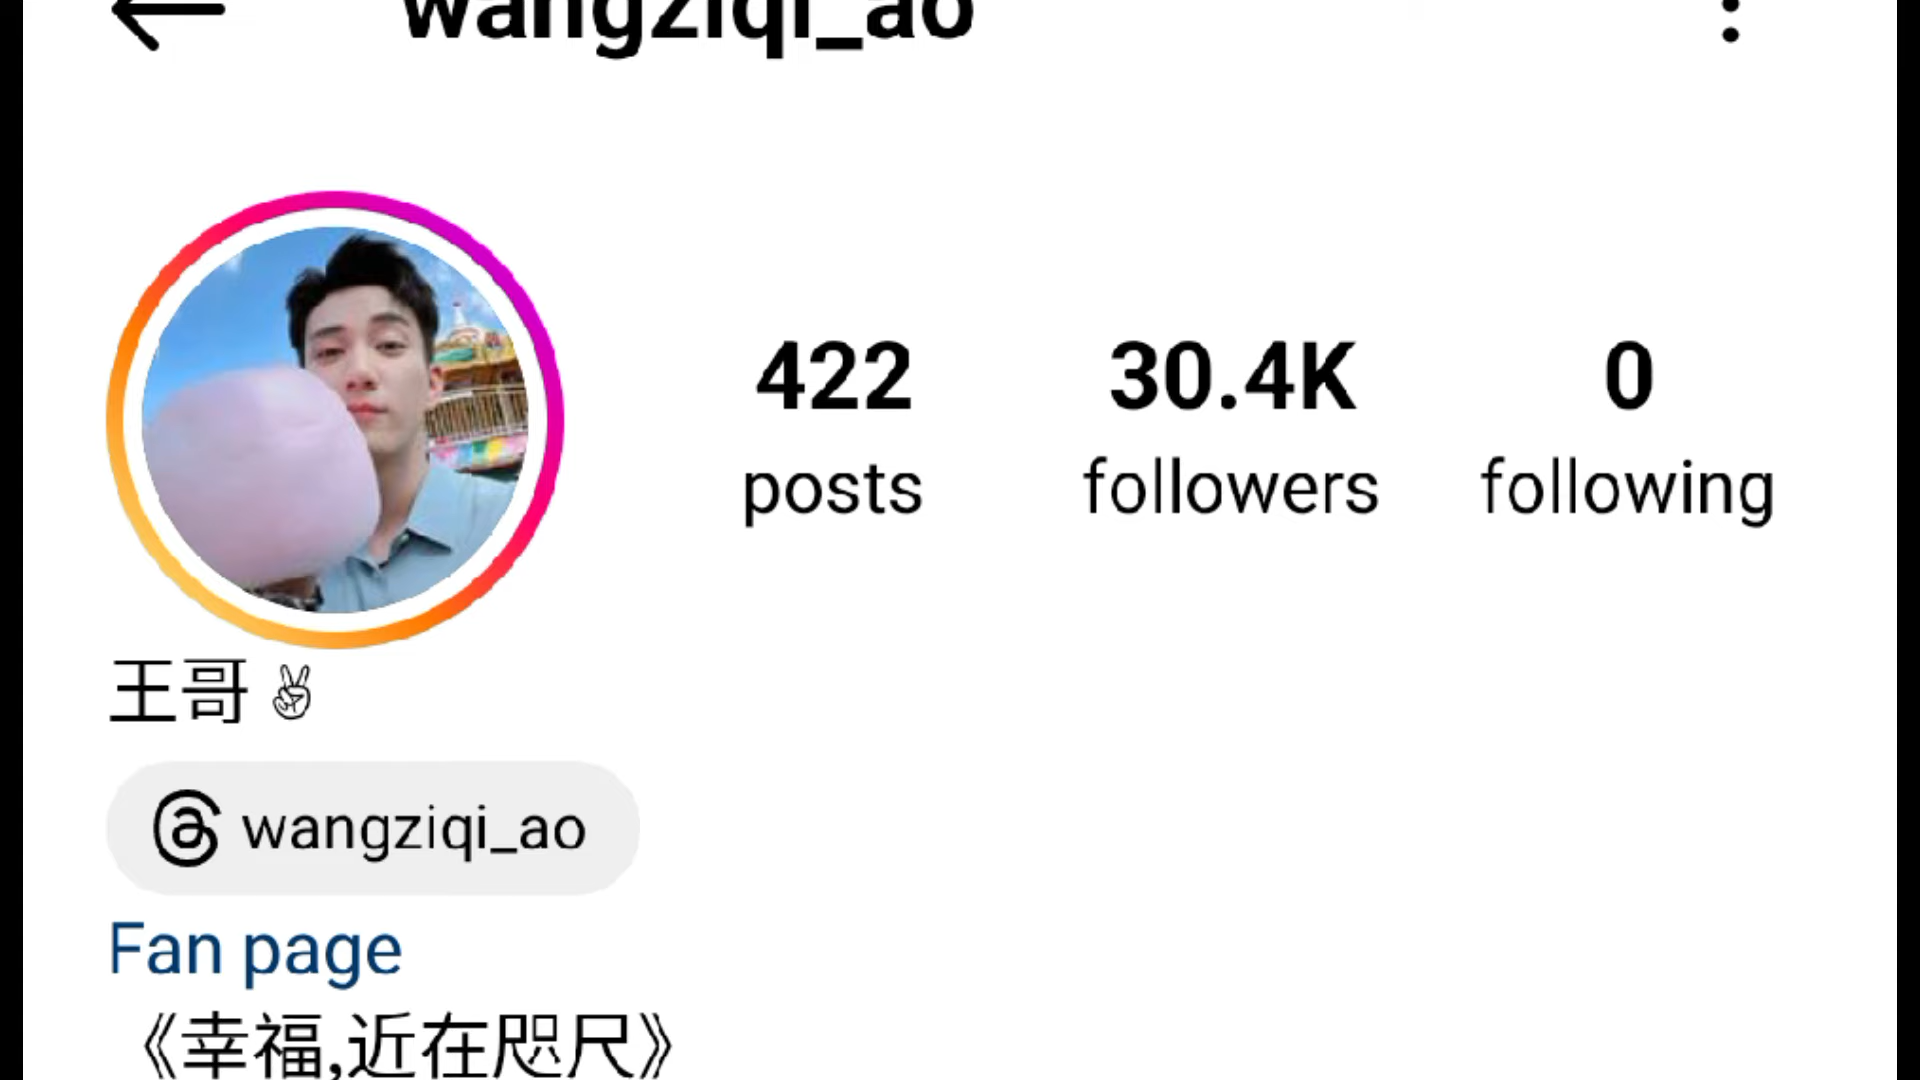 wangziqi_ao
422 30.4K 0
posts followers following
王哥 ✌
wangziqi_ao
Fan page
《幸福,近在咫尺》